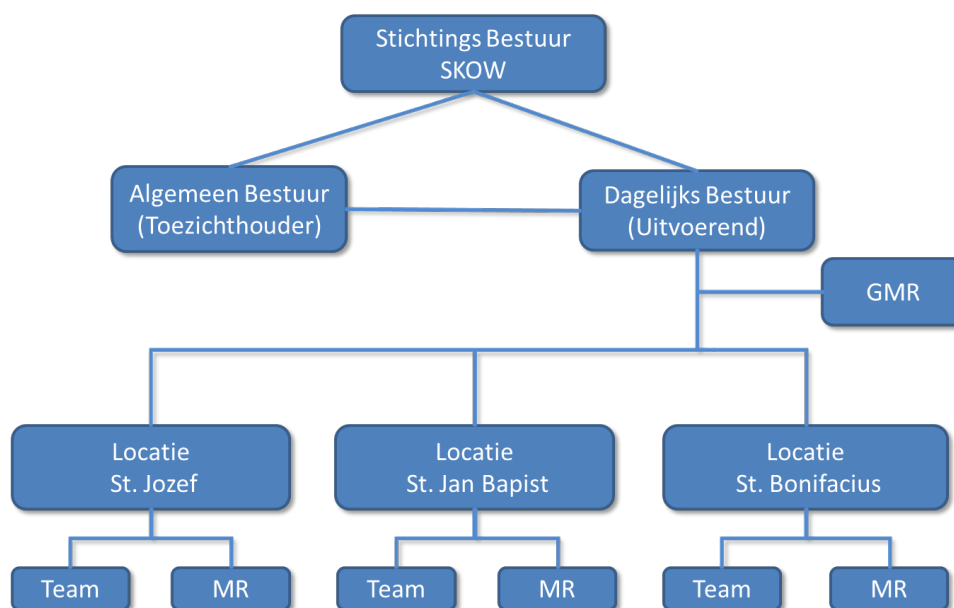 Stichtings Bestuur
SKOW
Algemeen Bestuur
(Toezichthouder)
Dagelijks Bestuur
(Uitvoerend)
GMR
Locatie
St. Jozef
Locatie
St. Jan Bapist
Locatie
St. Bonifacius
Team
MR
Team
MR
Team
MR